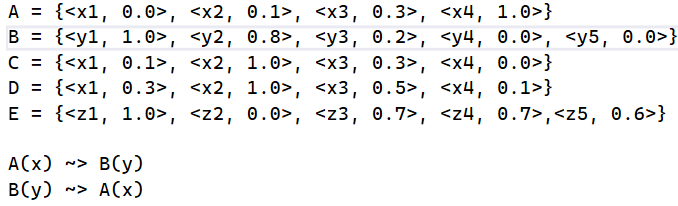 A = {<x1, 0.0>, <x2, 0.1>, <x3, 0.3>, <x4, 1.0>}
B = {<y1, 1.0>, <y2, 0.8>, <y3, 0.2>, <y4, 0.0>, <y5, 0.0>}
C = {<x1, 0.1>, <x2, 1.0>, <x3, 0.3>, <x4, 0.0>}
D = {<x1, 0.3>, <x2, 1.0>, <x3, 0.5>, <x4, 0.1>}
E = {<z1, 1.0>, <z2, 0.0>, <z3, 0.7>, <z4, 0.7>,<z5, 0.6>}
A(x) ~> B(y)
B(y) ~> A(x)